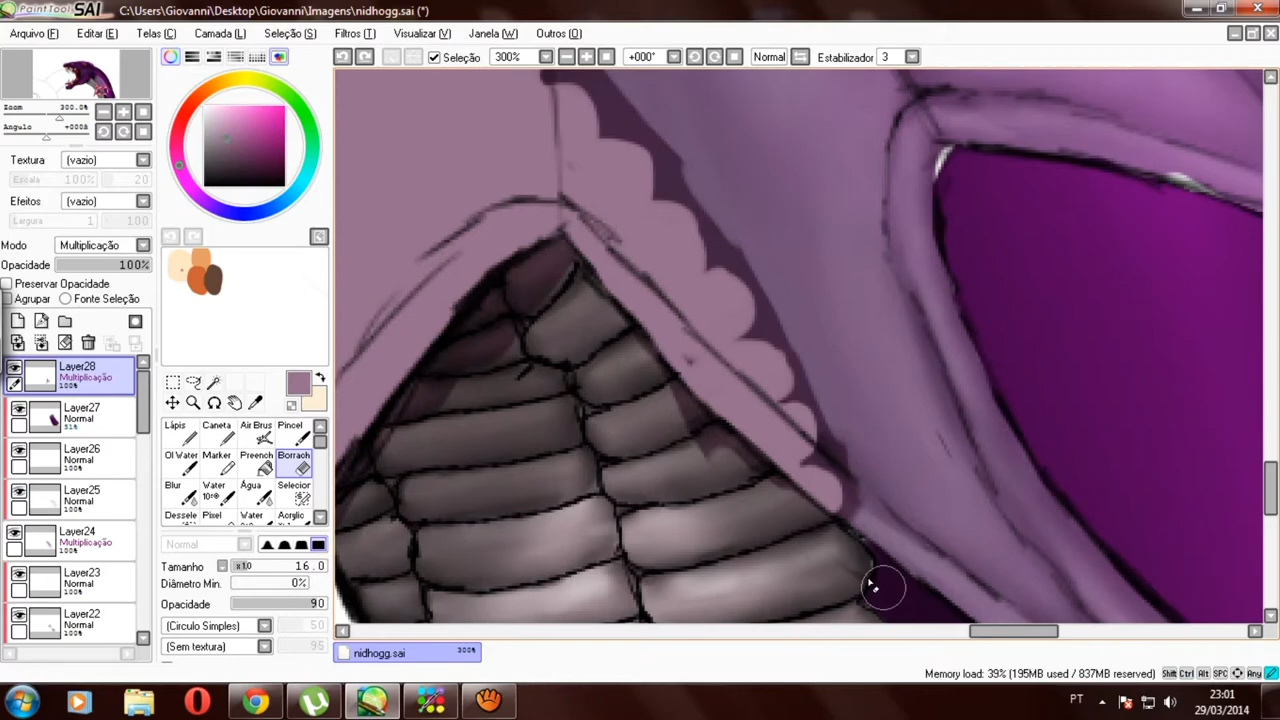 PaintTool SAI C:\Users\Giovanni\Desktop\Giovanni\Imagens\nidhogg.sai (*)
Arquivo (F) Editar (E) Telas (C) Camada (L) Seleção (S) Filtros (T) Visualizar (V) Janela (W) Outros (O)
Seleção 300% +000° Normal Estabilizador 3
Zoom 300.0%
Angulo +000Â
Textura (vazio)
Escala 100% 20
Efeitos (vazio)
Largura 1 100
Modo Multiplicação
Opacidade 100%
Preservar Opacidade
Agrupar Fonte Seleção
Layer28
Multiplicação
100%
Layer27
Normal
51%
Layer26
Normal
100%
Layer25
Normal
100%
Layer24
Multiplicação
100%
Layer23
Normal
100%
Layer22
Normal
100%
Lápis Caneta Air Brus Pincel
Ol Water Marker Preench Borrach
Blur Water Água Selecior
Dessele Pixel Water Acrylic
Normal
Tamanho x1.0 16.0
Diâmetro Min. 0%
Opacidade 90
(Circulo Simples) 50
(Sem textura) 95
nidhogg.sai 300%
Memory load: 39% (195MB used / 837MB reserved) Shift Ctrl Alt SPC Any
PT 23:01
29/03/2014